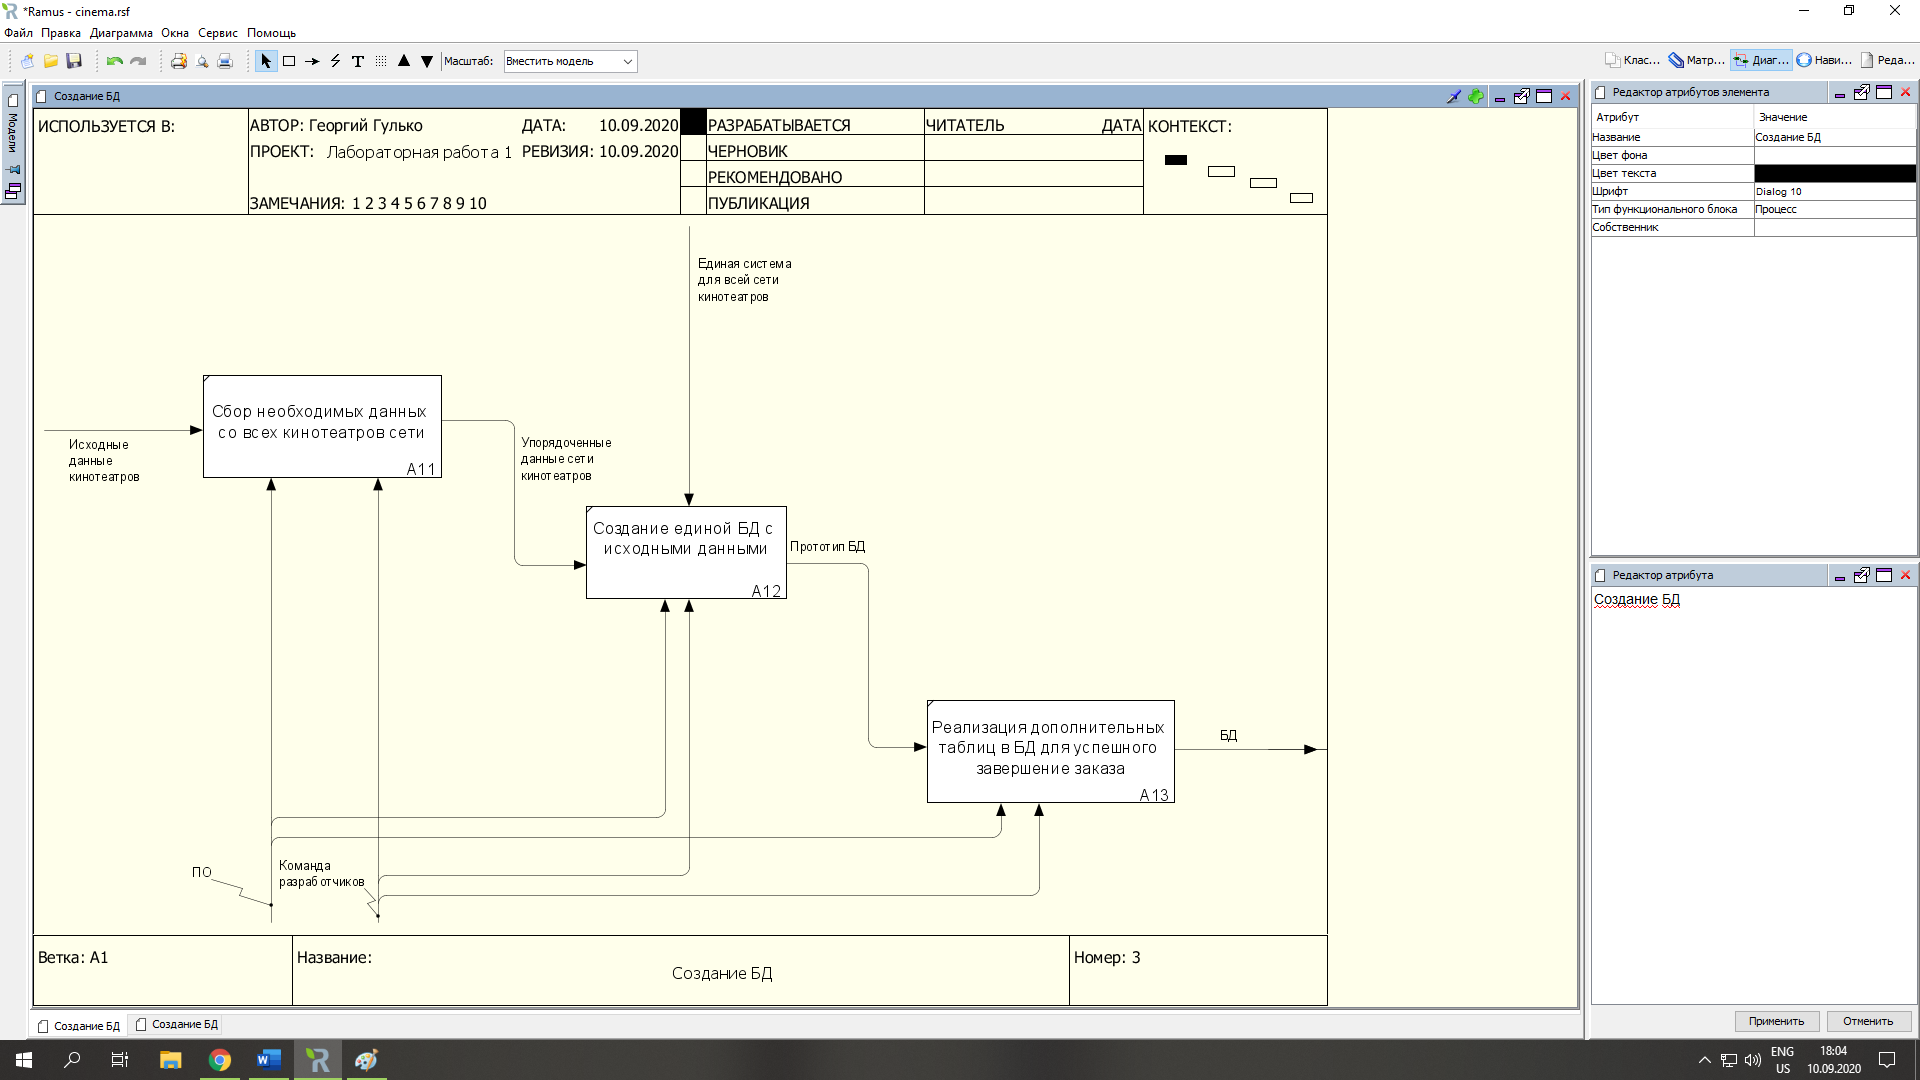 *Ramus - cinema.rsf
Файл Правка Диаграмма Окна Сервис Помощь
Масштаб: Вместить модель
Клас... Матр... Диаг... Нави... Реда...
Модели
Создание БД
ИСПОЛЬЗУЕТСЯ В:
АВТОР: Георгий Гулько ДАТА: 10.09.2020
ПРОЕКТ: Лабораторная работа 1 РЕВИЗИЯ: 10.09.2020
ЗАМЕЧАНИЯ: 1 2 3 4 5 6 7 8 9 10
РАЗРАБАТЫВАЕТСЯ
ЧЕРНОВИК
РЕКОМЕНДОВАНО
ПУБЛИКАЦИЯ
ЧИТАТЕЛЬ ДАТА
КОНТЕКСТ:
Единая система
для всей сети
кинотеатров
Сбор необходимых данных
со всех кинотеатров сети
A11
Исходные
данные
кинотеатров
Упорядоченные
данные сети
кинотеатров
Создание единой БД с
исходными данными
A12
Прототип БД
Реализация дополнительных
таблиц в БД для успешного
завершение заказа
A13
БД
ПО
Команда
разработчиков
Ветка: A1
Название:
Создание БД
Номер: 3
Создание БД Создание БД
Редактор атрибутов элемента
Атрибут Значение
Название Создание БД
Цвет фона
Цвет текста
Шрифт Dialog 10
Тип функционального блока Процесс
Собственник
Редактор атрибута
Создание БД
Применить Отменить
ENG
US
18:04
10.09.2020